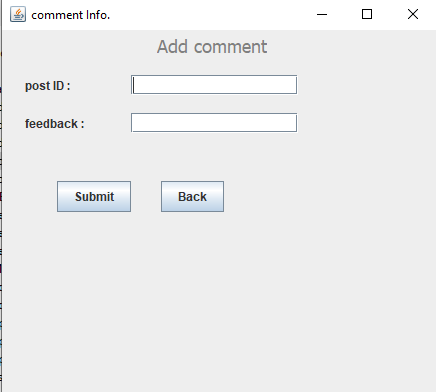 comment Info.
Add comment
post ID :
feedback :
Submit Back